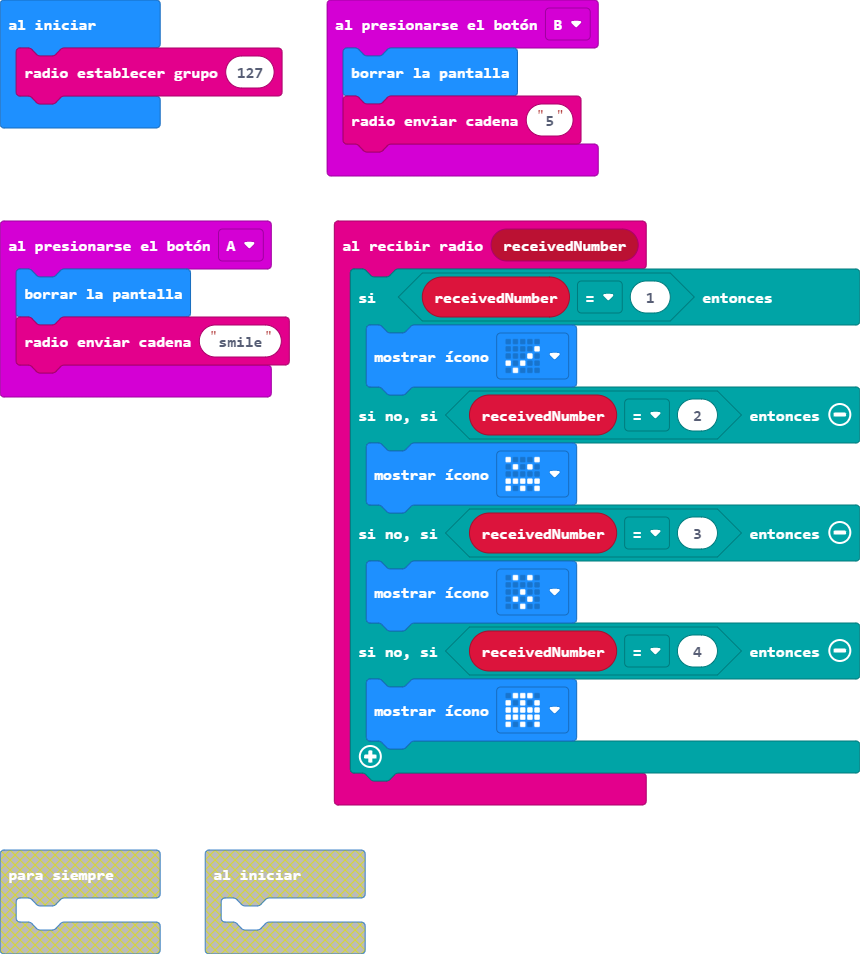 al iniciar
radio establecer grupo 127
al presionarse el botón B
borrar la pantalla
radio enviar cadena "5"
al presionarse el botón A
borrar la pantalla
radio enviar cadena "smile"
al recibir radio receivedNumber
si receivedNumber = 1 entonces
mostrar ícono
si no, si receivedNumber = 2 entonces
mostrar ícono
si no, si receivedNumber = 3 entonces
mostrar ícono
si no, si receivedNumber = 4 entonces
mostrar ícono
para siempre
al iniciar